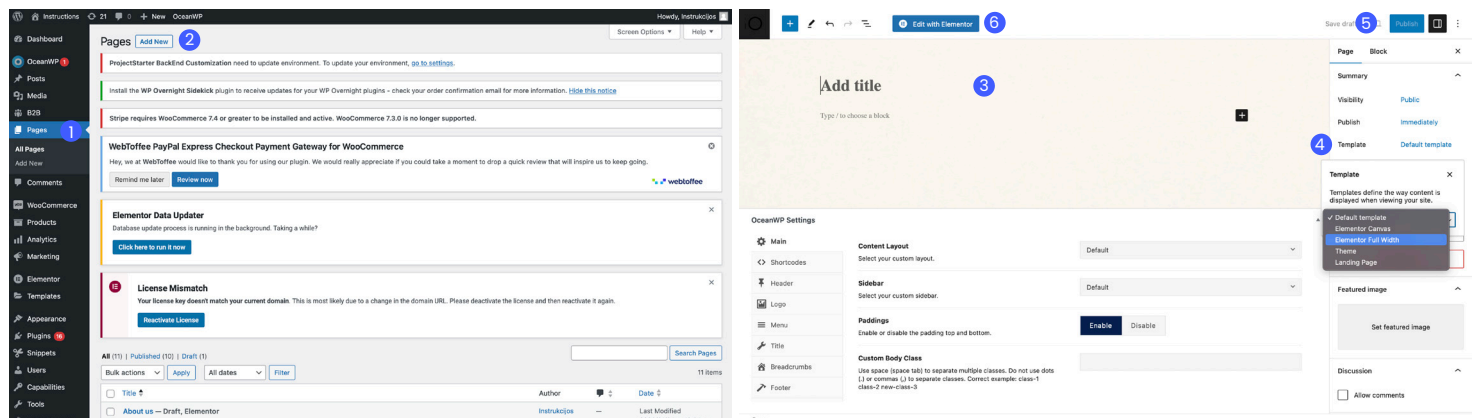 Instructions
21
0
New
OceanWP
Howdy, Instrukcijos
Dashboard
OceanWP 1
Posts
Media
B2B
Pages
1
All Pages
Add New
Comments
WooCommerce
Products
Analytics
Marketing
Elementor
Templates
Appearance
Plugins 16
Snippets
Users
Capabilities
Tools
Screen Options
Help
Pages
Add New
2
ProjectStarter BackEnd Customization need to update environment. To update your environment, go to settings.
Install the WP Overnight Sidekick plugin to receive updates for your WP Overnight plugins - check your order confirmation email for more information. Hide this notice
Stripe requires WooCommerce 7.4 or greater to be installed and active. WooCommerce 7.3.0 is no longer supported.
WebToffee PayPal Express Checkout Payment Gateway for WooCommerce
Hey, we at WebToffee would like to thank you for using our plugin. We would really appreciate if you could take a moment to drop a quick review that will inspire us to keep going.
Remind me later
Review now
webtoffee
Elementor Data Updater
Database update process is running in the background. Taking a while?
Click here to run it now
License Mismatch
Your license key doesn't match your current domain. This is most likely due to a change in the domain URL. Please deactivate the license and then reactivate it again.
Reactivate License
All (11) | Published (10) | Draft (1)
Search Pages
Bulk actions
Apply
All dates
Filter
11 items
Title
Author
Date
About us — Draft, Elementor
Instrukcijos
—
Last Modified
Edit with Elementor
6
Save draft
5
Publish
Add title
3
Type / to choose a block
Page
Block
Summary
Visibility
Public
Publish
Immediately
4
Template
Default template
Template
Templates define the way content is
displayed when viewing your site.
✓ Default template
Elementor Canvas
Elementor Full Width
Theme
Landing Page
Featured image
Set featured image
Discussion
Allow comments
OceanWP Settings
Main
Shortcodes
Header
Logo
Menu
Title
Breadcrumbs
Footer
Content Layout
Select your custom layout.
Default
Sidebar
Select your custom sidebar.
Default
Paddings
Enable or disable the padding top and bottom.
Enable
Disable
Custom Body Class
Use space (space tab) to separate multiple classes. Do not use dots
(.) or commas (,) to separate classes. Correct example: class-1
class-2 new-class-3